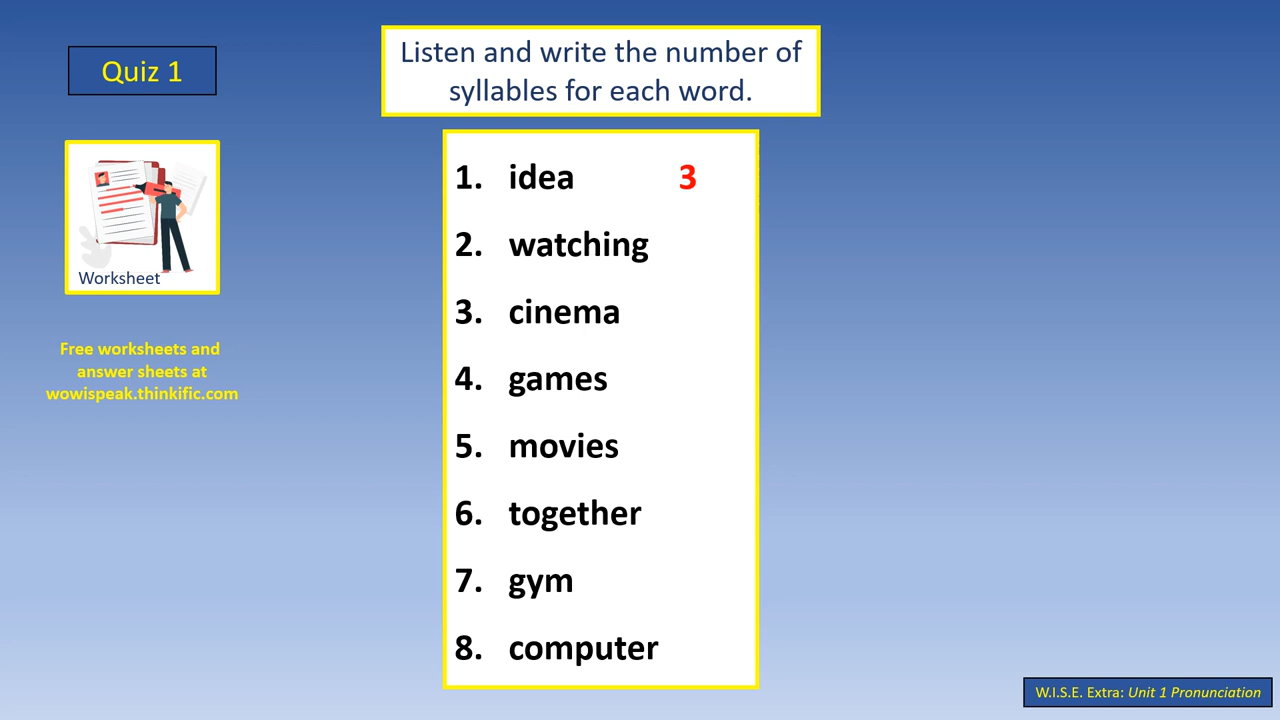 Quiz 1
Listen and write the number of
syllables for each word.
Worksheet
Free worksheets and
answer sheets at
wowispeak.thinkific.com
1. idea 3
2. watching
3. cinema
4. games
5. movies
6. together
7. gym
8. computer
W.I.S.E. Extra: Unit 1 Pronunciation